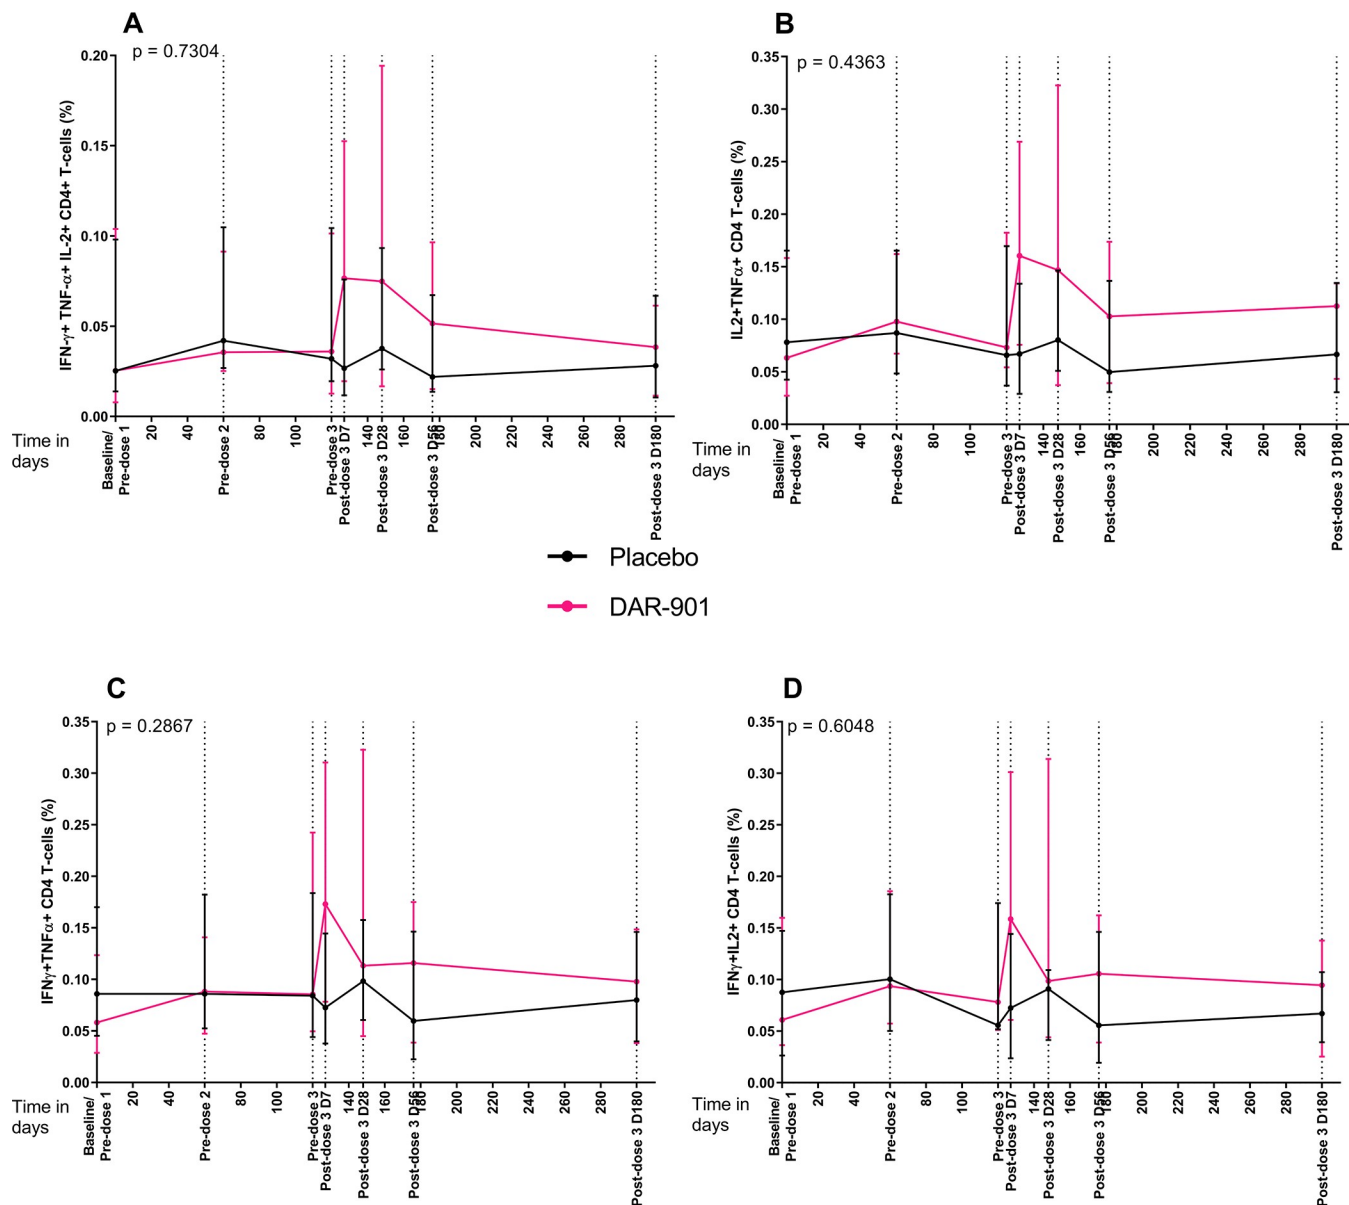 A
p = 0.7304
IFN-γ+ TNF-α+ IL-2+ CD4+ T-cells (%)
0.20
0.15
0.10
0.05
0.00
Time in
days
Baseline/
Pre-dose 1
20
40
Pre-dose 2
80
100
Pre-dose 3
Post-dose 3 D7
140
Post-dose 3 D28
160
Post-dose 3 D56
180
200
220
240
260
280
Post-dose 3 D180
B
p = 0.4363
IL2+TNFα+ CD4 T-cells (%)
0.35
0.30
0.25
0.20
0.15
0.10
0.05
0.00
Time in
days
Baseline/
Pre-dose 1
20
40
Pre-dose 2
80
100
Pre-dose 3
Post-dose 3 D7
140
Post-dose 3 D28
160
Post-dose 3 D56
180
200
220
240
260
280
Post-dose 3 D180
Placebo
DAR-901
C
p = 0.2867
IFNγ+TNFα+ CD4 T-cells (%)
0.35
0.30
0.25
0.20
0.15
0.10
0.05
0.00
Time in
days
Baseline/
Pre-dose 1
20
40
Pre-dose 2
80
100
Pre-dose 3
Post-dose 3 D7
140
Post-dose 3 D28
160
Post-dose 3 D56
180
200
220
240
260
280
Post-dose 3 D180
D
p = 0.6048
IFNγ+IL2+ CD4 T-cells (%)
0.35
0.30
0.25
0.20
0.15
0.10
0.05
0.00
Time in
days
Baseline/
Pre-dose 1
20
40
Pre-dose 2
80
100
Pre-dose 3
Post-dose 3 D7
140
Post-dose 3 D28
160
Post-dose 3 D56
180
200
220
240
260
280
Post-dose 3 D180